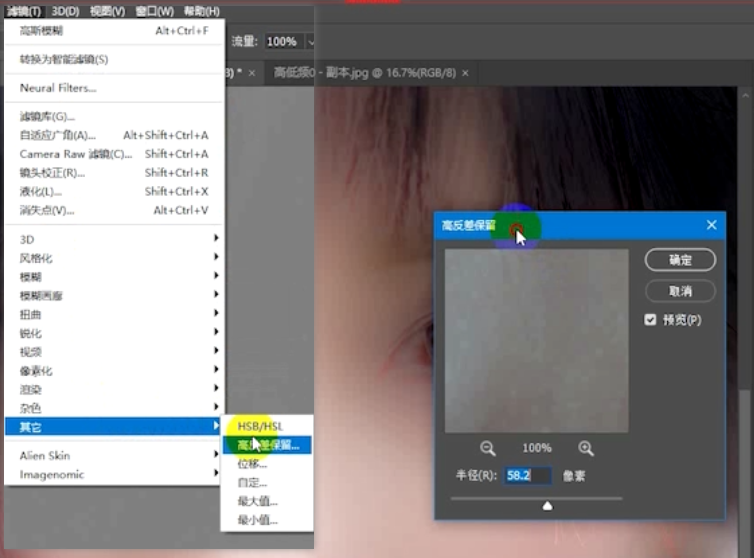 滤镜(T) 3D(D) 视图(V) 窗口(W) 帮助(H)
高斯模糊 Alt+Ctrl+F
转换为智能滤镜(S)
Neural Filters...
滤镜库(G)...
自适应广角(A)... Alt+Shift+Ctrl+A
Camera Raw 滤镜(C)... Shift+Ctrl+A
镜头校正(R)... Shift+Ctrl+R
液化(L)... Shift+Ctrl+X
消失点(V)... Alt+Ctrl+V
3D
风格化
模糊
模糊画廊
扭曲
锐化
视频
像素化
渲染
杂色
其它
Alien Skin
Imagenomic
HSB/HSL
高反差保留...
位移...
自定...
最大值...
最小值...
流量: 100%
3) * × 高低频0 - 副本.jpg @ 16.7%(RGB/8) ×
高反差保留 ×
确定
取消
预览(P)
100%
半径(R): 58.2 像素